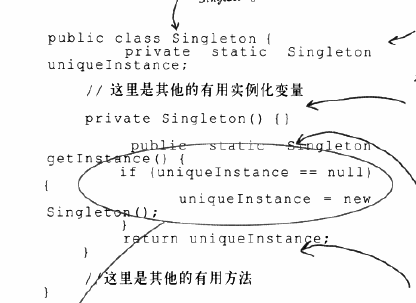 public class Singleton {
private static Singleton
uniqueInstance;
// 这里是其他的有用实例化变量
private Singleton() {}
public static Singleton
getInstance() {
if (uniqueInstance == null)
{
uniqueInstance = new
Singleton();
}
return uniqueInstance;
}
//这里是其他的有用方法
}